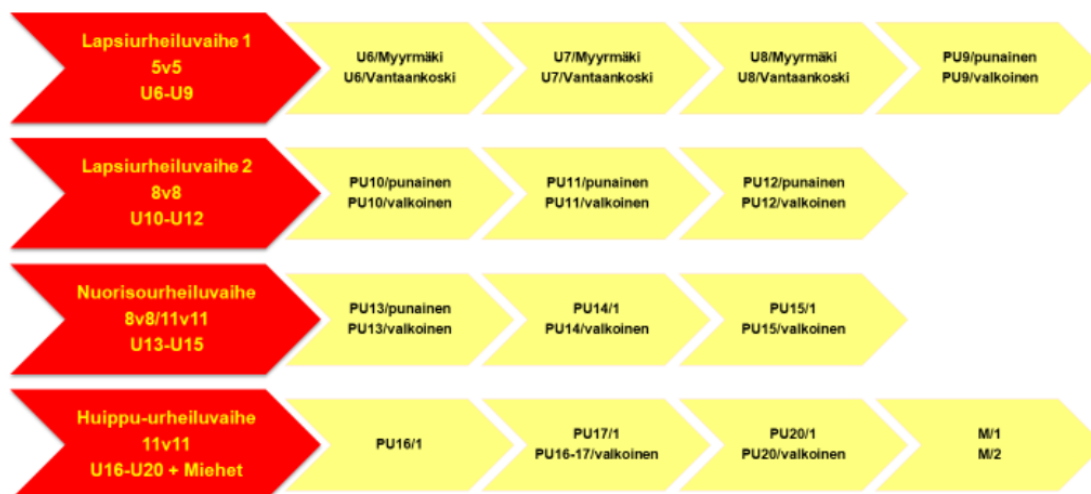 Lapsiurheiluvaihe 1
5v5
U6-U9
U6/Myyrmäki
U6/Vantaankoski
U7/Myyrmäki
U7/Vantaankoski
U8/Myyrmäki
U8/Vantaankoski
PU9/punainen
PU9/valkoinen
Lapsiurheiluvaihe 2
8v8
U10-U12
PU10/punainen
PU10/valkoinen
PU11/punainen
PU11/valkoinen
PU12/punainen
PU12/valkoinen
Nuorisourheiluvaihe
8v8/11v11
U13-U15
PU13/punainen
PU13/valkoinen
PU14/1
PU14/valkoinen
PU15/1
PU15/valkoinen
Huippu-urheiluvaihe
11v11
U16-U20 + Miehet
PU16/1
PU17/1
PU16-17/valkoinen
PU20/1
PU20/valkoinen
M/1
M/2